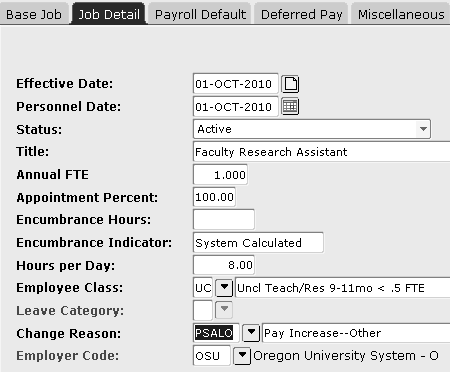 Base Job Job Detail Payroll Default Deferred Pay Miscellaneous
Effective Date: 01-OCT-2010
Personnel Date: 01-OCT-2010
Status: Active
Title: Faculty Research Assistant
Annual FTE 1.000
Appointment Percent: 100.00
Encumbrance Hours:
Encumbrance Indicator: System Calculated
Hours per Day: 8.00
Employee Class: UC Uncl Teach/Res 9-11mo < .5 FTE
Leave Category:
Change Reason: PSALO Pay Increase--Other
Employer Code: OSU Oregon University System - O